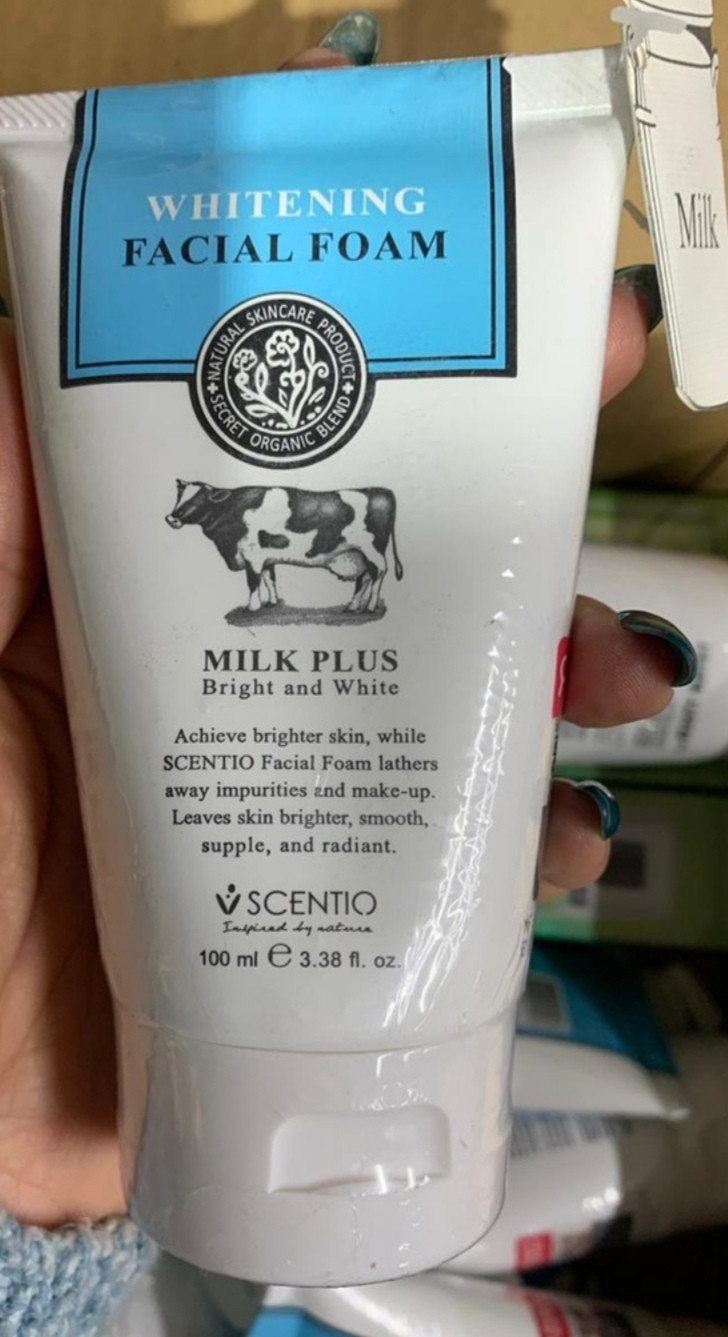 WHITENING
FACIAL FOAM
NATURAL SKINCARE PRODUCT
SECRET ORGANIC BLEND
MILK PLUS
Bright and White
Achieve brighter skin, while
SCENTIO Facial Foam lathers
away impurities and make-up.
Leaves skin brighter, smooth,
supple, and radiant.
SCENTIO
Inspired by nature
100 ml e 3.38 fl. oz.
Milk